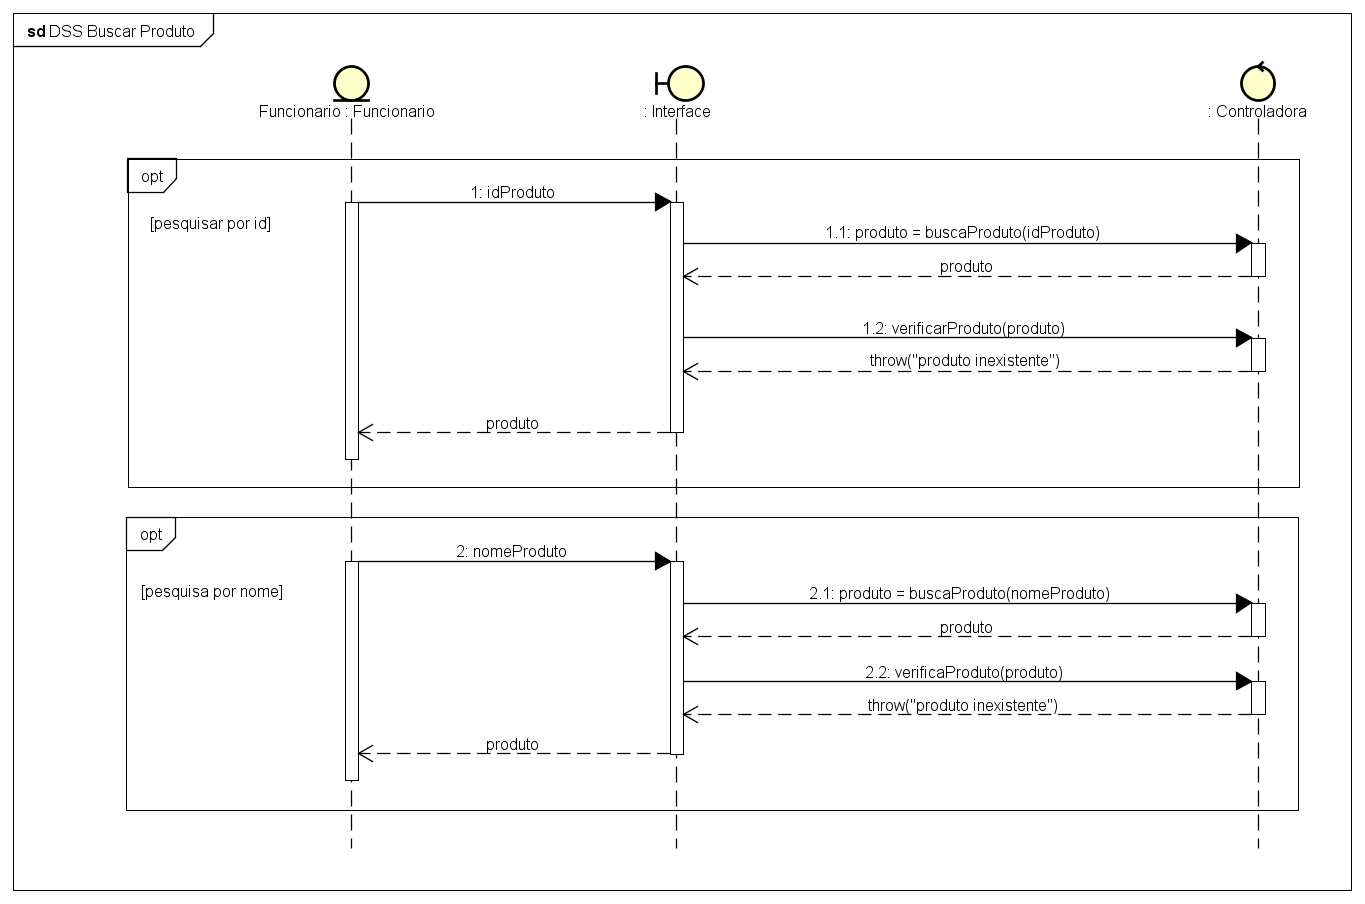 sd DSS Buscar Produto
Funcionario : Funcionario
: Interface
: Controladora
opt
[pesquisar por id]
1: idProduto
1.1: produto = buscaProduto(idProduto)
produto
1.2: verificarProduto(produto)
throw("produto inexistente")
produto
opt
[pesquisa por nome]
2: nomeProduto
2.1: produto = buscaProduto(nomeProduto)
produto
2.2: verificaProduto(produto)
throw("produto inexistente")
produto